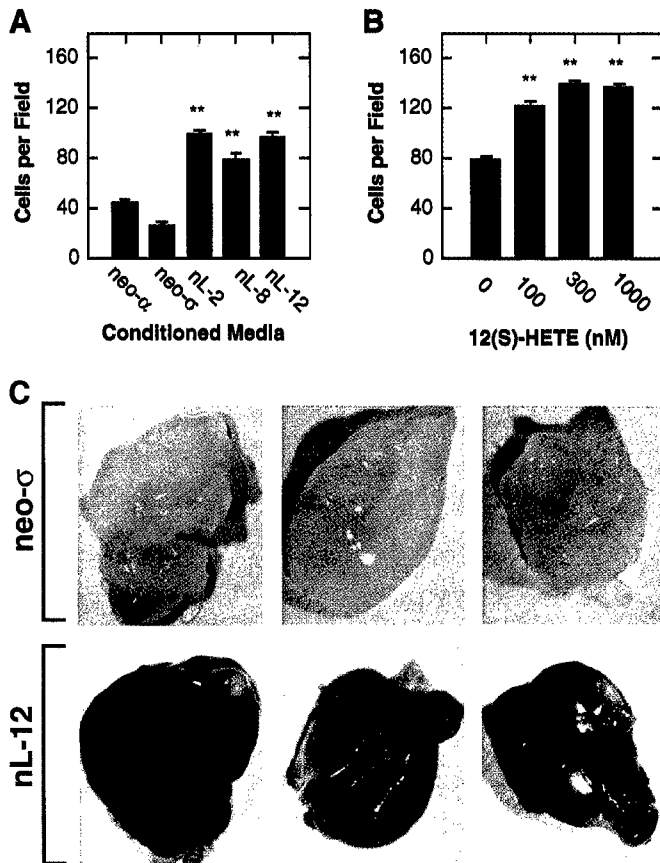 A
Cells per Field
160
120
80
40
0
**
**
**
neo-α
neo-σ
nL-2
nL-8
nL-12
Conditioned Media
B
Cells per Field
160
120
80
40
0
**
**
**
0
100
300
1000
12(S)-HETE (nM)
C
neo-σ
nL-12